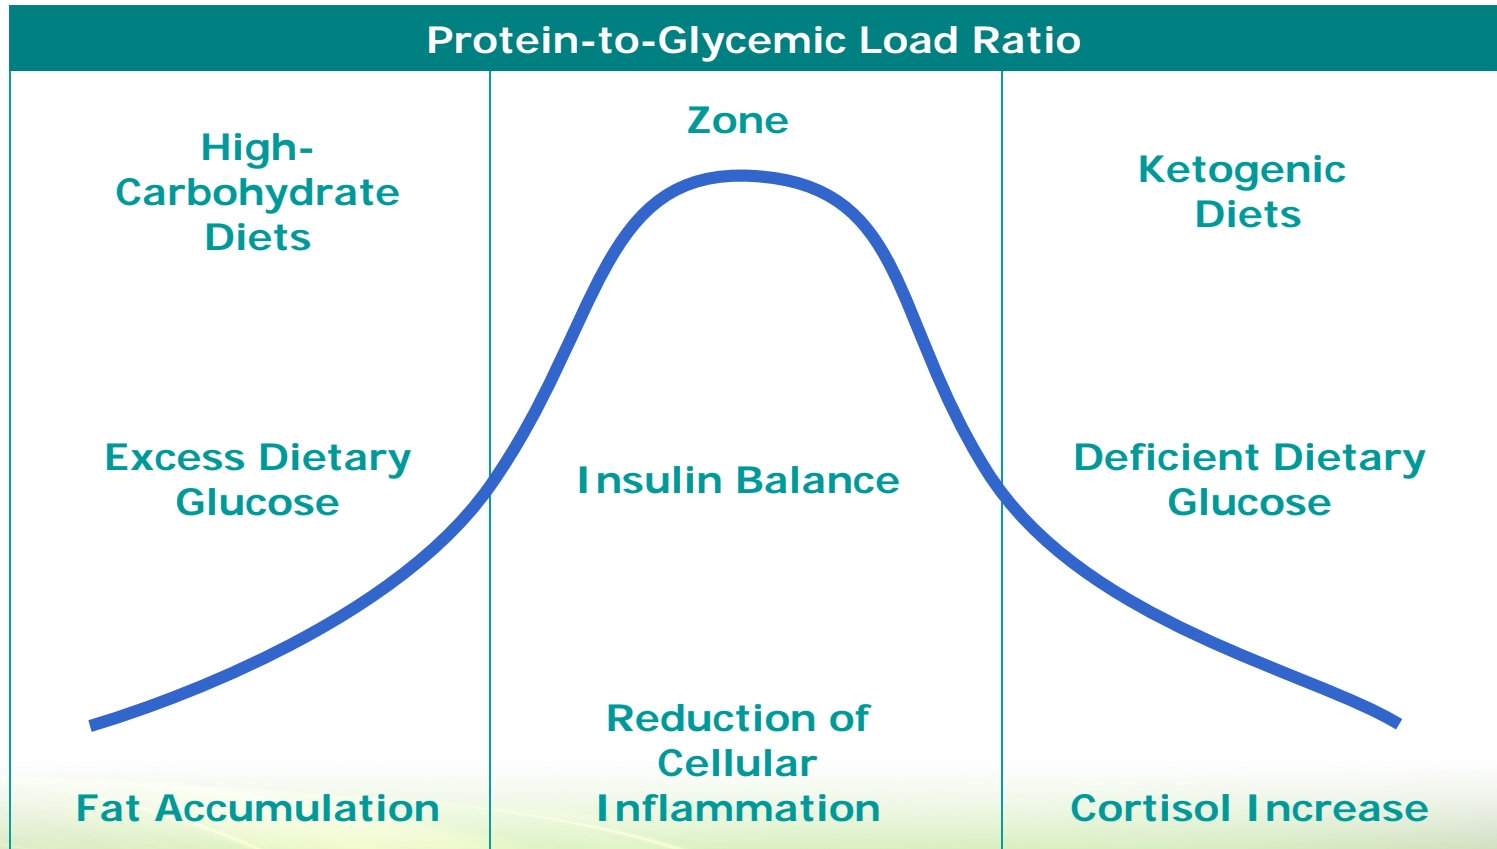 Protein-to-Glycemic Load Ratio
High-
Carbohydrate
Diets
Excess Dietary
Glucose
Fat Accumulation
Zone
Insulin Balance
Reduction of
Cellular
Inflammation
Ketogenic
Diets
Deficient Dietary
Glucose
Cortisol Increase